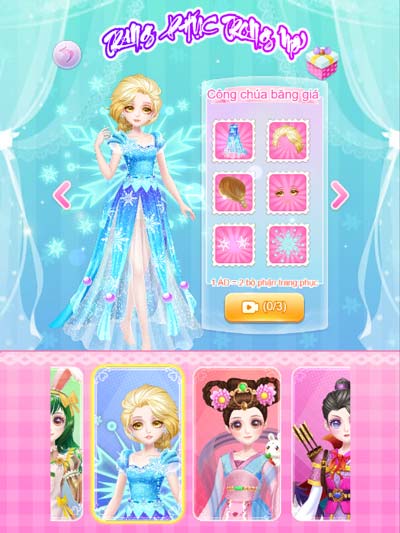 Công chúa băng giá
1 AD = 2 bộ phận trang phục
(0/3)